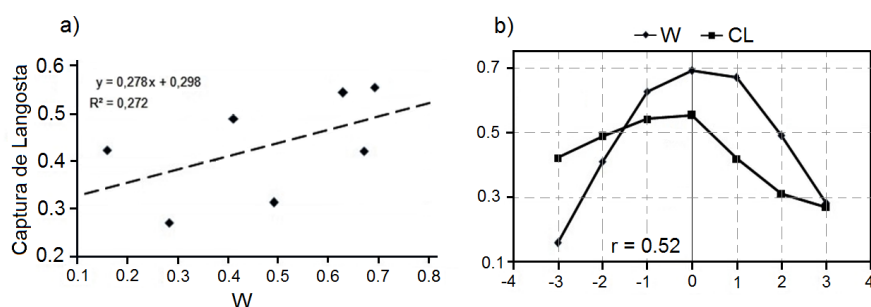 a)
Captura de Langosta
0.6
0.5
0.4
0.3
0.2
y = 0,278x + 0,298
R² = 0,272
0.1 0.2 0.3 0.4 0.5 0.6 0.7 0.8
W
b)
W CL
0.7
0.5
0.3
0.1
r = 0.52
-4 -3 -2 -1 0 1 2 3 4